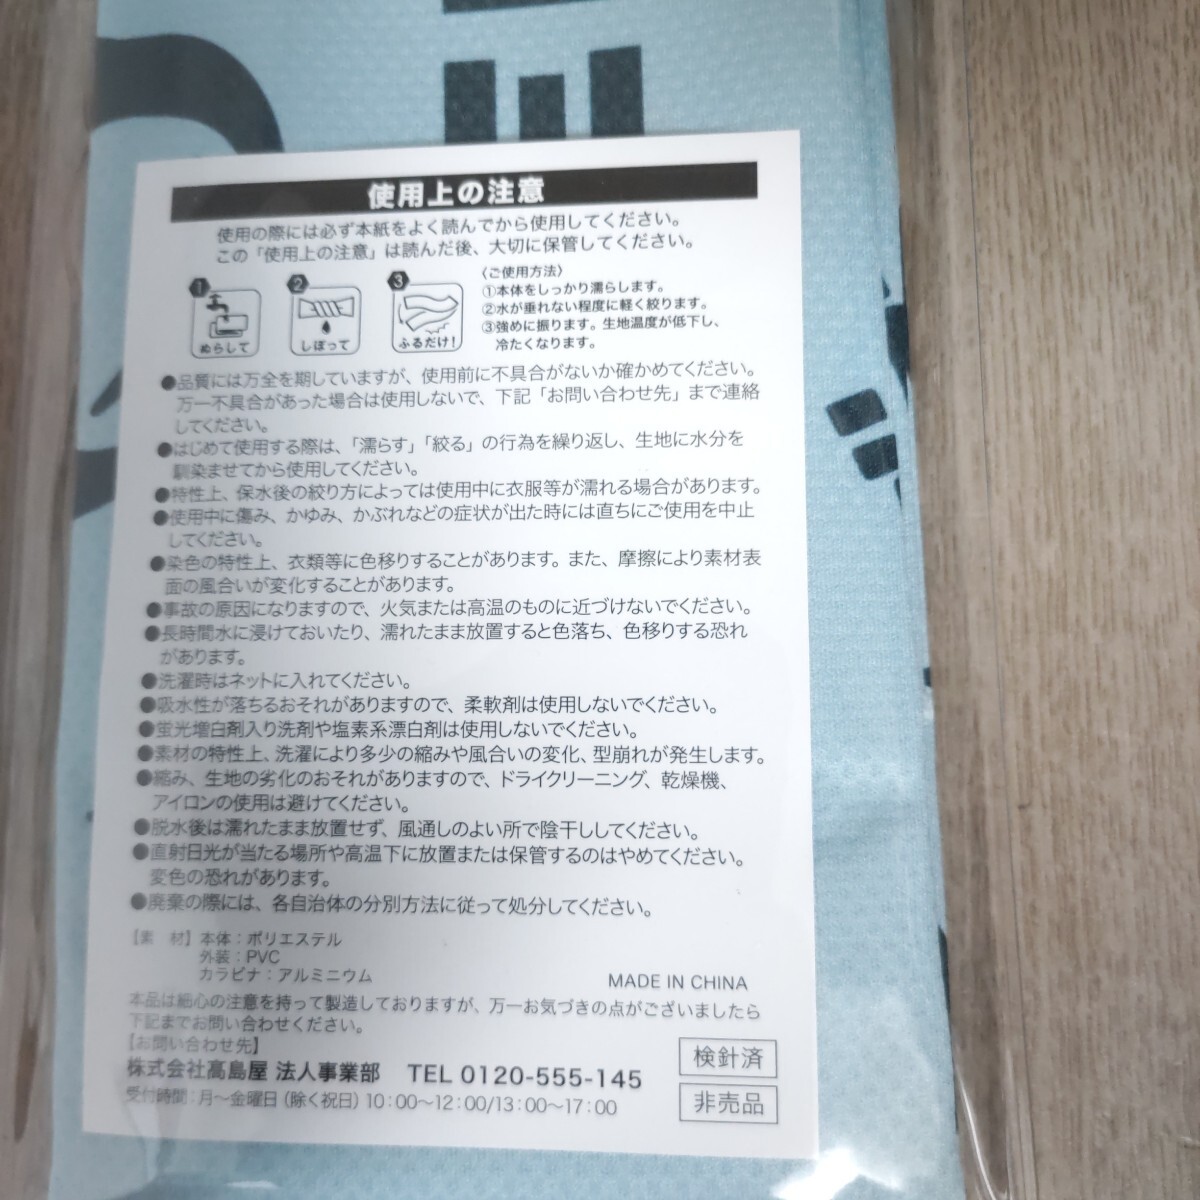 使用上の注意
使用の際には必ず本紙をよく読んでから使用してください。
この「使用上の注意」は読んだ後、大切に保管してください。
1 ぬらして
2 しぼって
3 ふるだけ!
〈ご使用方法〉
①本体をしっかり濡らします。
②水が垂れない程度に軽く絞ります。
③強めに振ります。生地温度が低下し、
冷たくなります。
●品質には万全を期していますが、使用前に不具合がないか確かめてください。
万一不具合があった場合は使用しないで、下記「お問い合わせ先」まで連絡
してください。
●はじめて使用する際は、「濡らす」「絞る」の行為を繰り返し、生地に水分を
馴染ませてから使用してください。
●特性上、保水後の絞り方によっては使用中に衣服等が濡れる場合があります。
●使用中に傷み、かゆみ、かぶれなどの症状が出た時には直ちにご使用を中止
してください。
●染色の特性上、衣類等に色移りすることがあります。また、摩擦により素材表
面の風合いが変化することがあります。
●事故の原因になりますので、火気または高温のものに近づけないでください。
●長時間水に浸けておいたり、濡れたまま放置すると色落ち、色移りする恐れ
があります。
●洗濯時はネットに入れてください。
●吸水性が落ちるおそれがありますので、柔軟剤は使用しないでください。
●蛍光増白剤入り洗剤や塩素系漂白剤は使用しないでください。
●素材の特性上、洗濯により多少の縮みや風合いの変化、型崩れが発生します。
●縮み、生地の劣化のおそれがありますので、ドライクリーニング、乾燥機、
アイロンの使用は避けてください。
●脱水後は濡れたまま放置せず、風通しのよい所で陰干ししてください。
●直射日光が当たる場所や高温下に放置または保管するのはやめてください。
変色の恐れがあります。
●廃棄の際には、各自治体の分別方法に従って処分してください。
【素 材】本体：ポリエステル
外装：PVC
カラビナ：アルミニウム
MADE IN CHINA
本品は細心の注意を持って製造しておりますが、万一お気づきの点がございましたら
下記までお問い合わせください。
【お問い合わせ先】
株式会社髙島屋 法人事業部 TEL 0120-555-145
受付時間：月〜金曜日（除く祝日）10：00〜12：00/13：00〜17：00
検針済
非売品